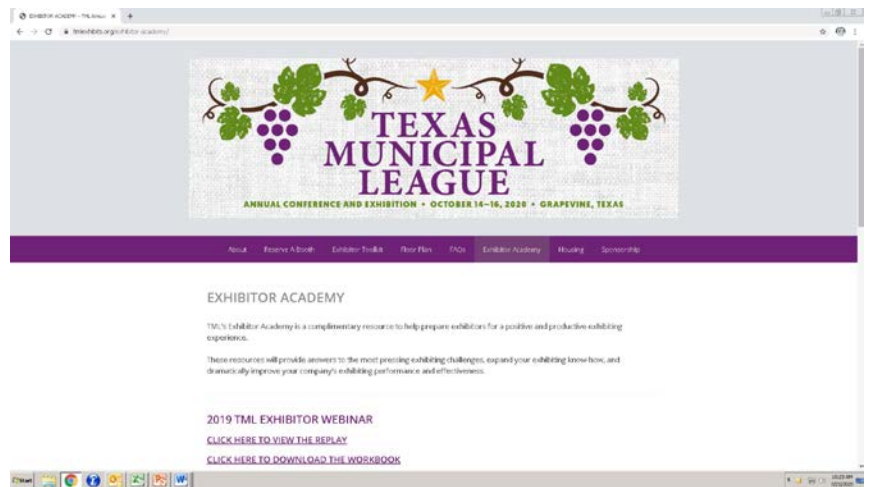 EXHIBITOR ACADEMY – TML Annua
tmlexhibits.org/exhibitor-academy/
TEXAS
MUNICIPAL
LEAGUE
ANNUAL CONFERENCE AND EXHIBITION • OCTOBER 14–16, 2020 • GRAPEVINE, TEXAS
About Reserve A Booth Exhibitor Toolkit Floor Plan FAQs Exhibitor Academy Housing Sponsorship
EXHIBITOR ACADEMY
TML's Exhibitor Academy is a complimentary resource to help prepare exhibitors for a positive and productive exhibiting
experience.
These resources will provide answers to the most pressing exhibiting challenges, expand your exhibiting know-how, and
dramatically improve your company's exhibiting performance and effectiveness.
2019 TML EXHIBITOR WEBINAR
CLICK HERE TO VIEW THE REPLAY
CLICK HERE TO DOWNLOAD THE WORKBOOK
Start